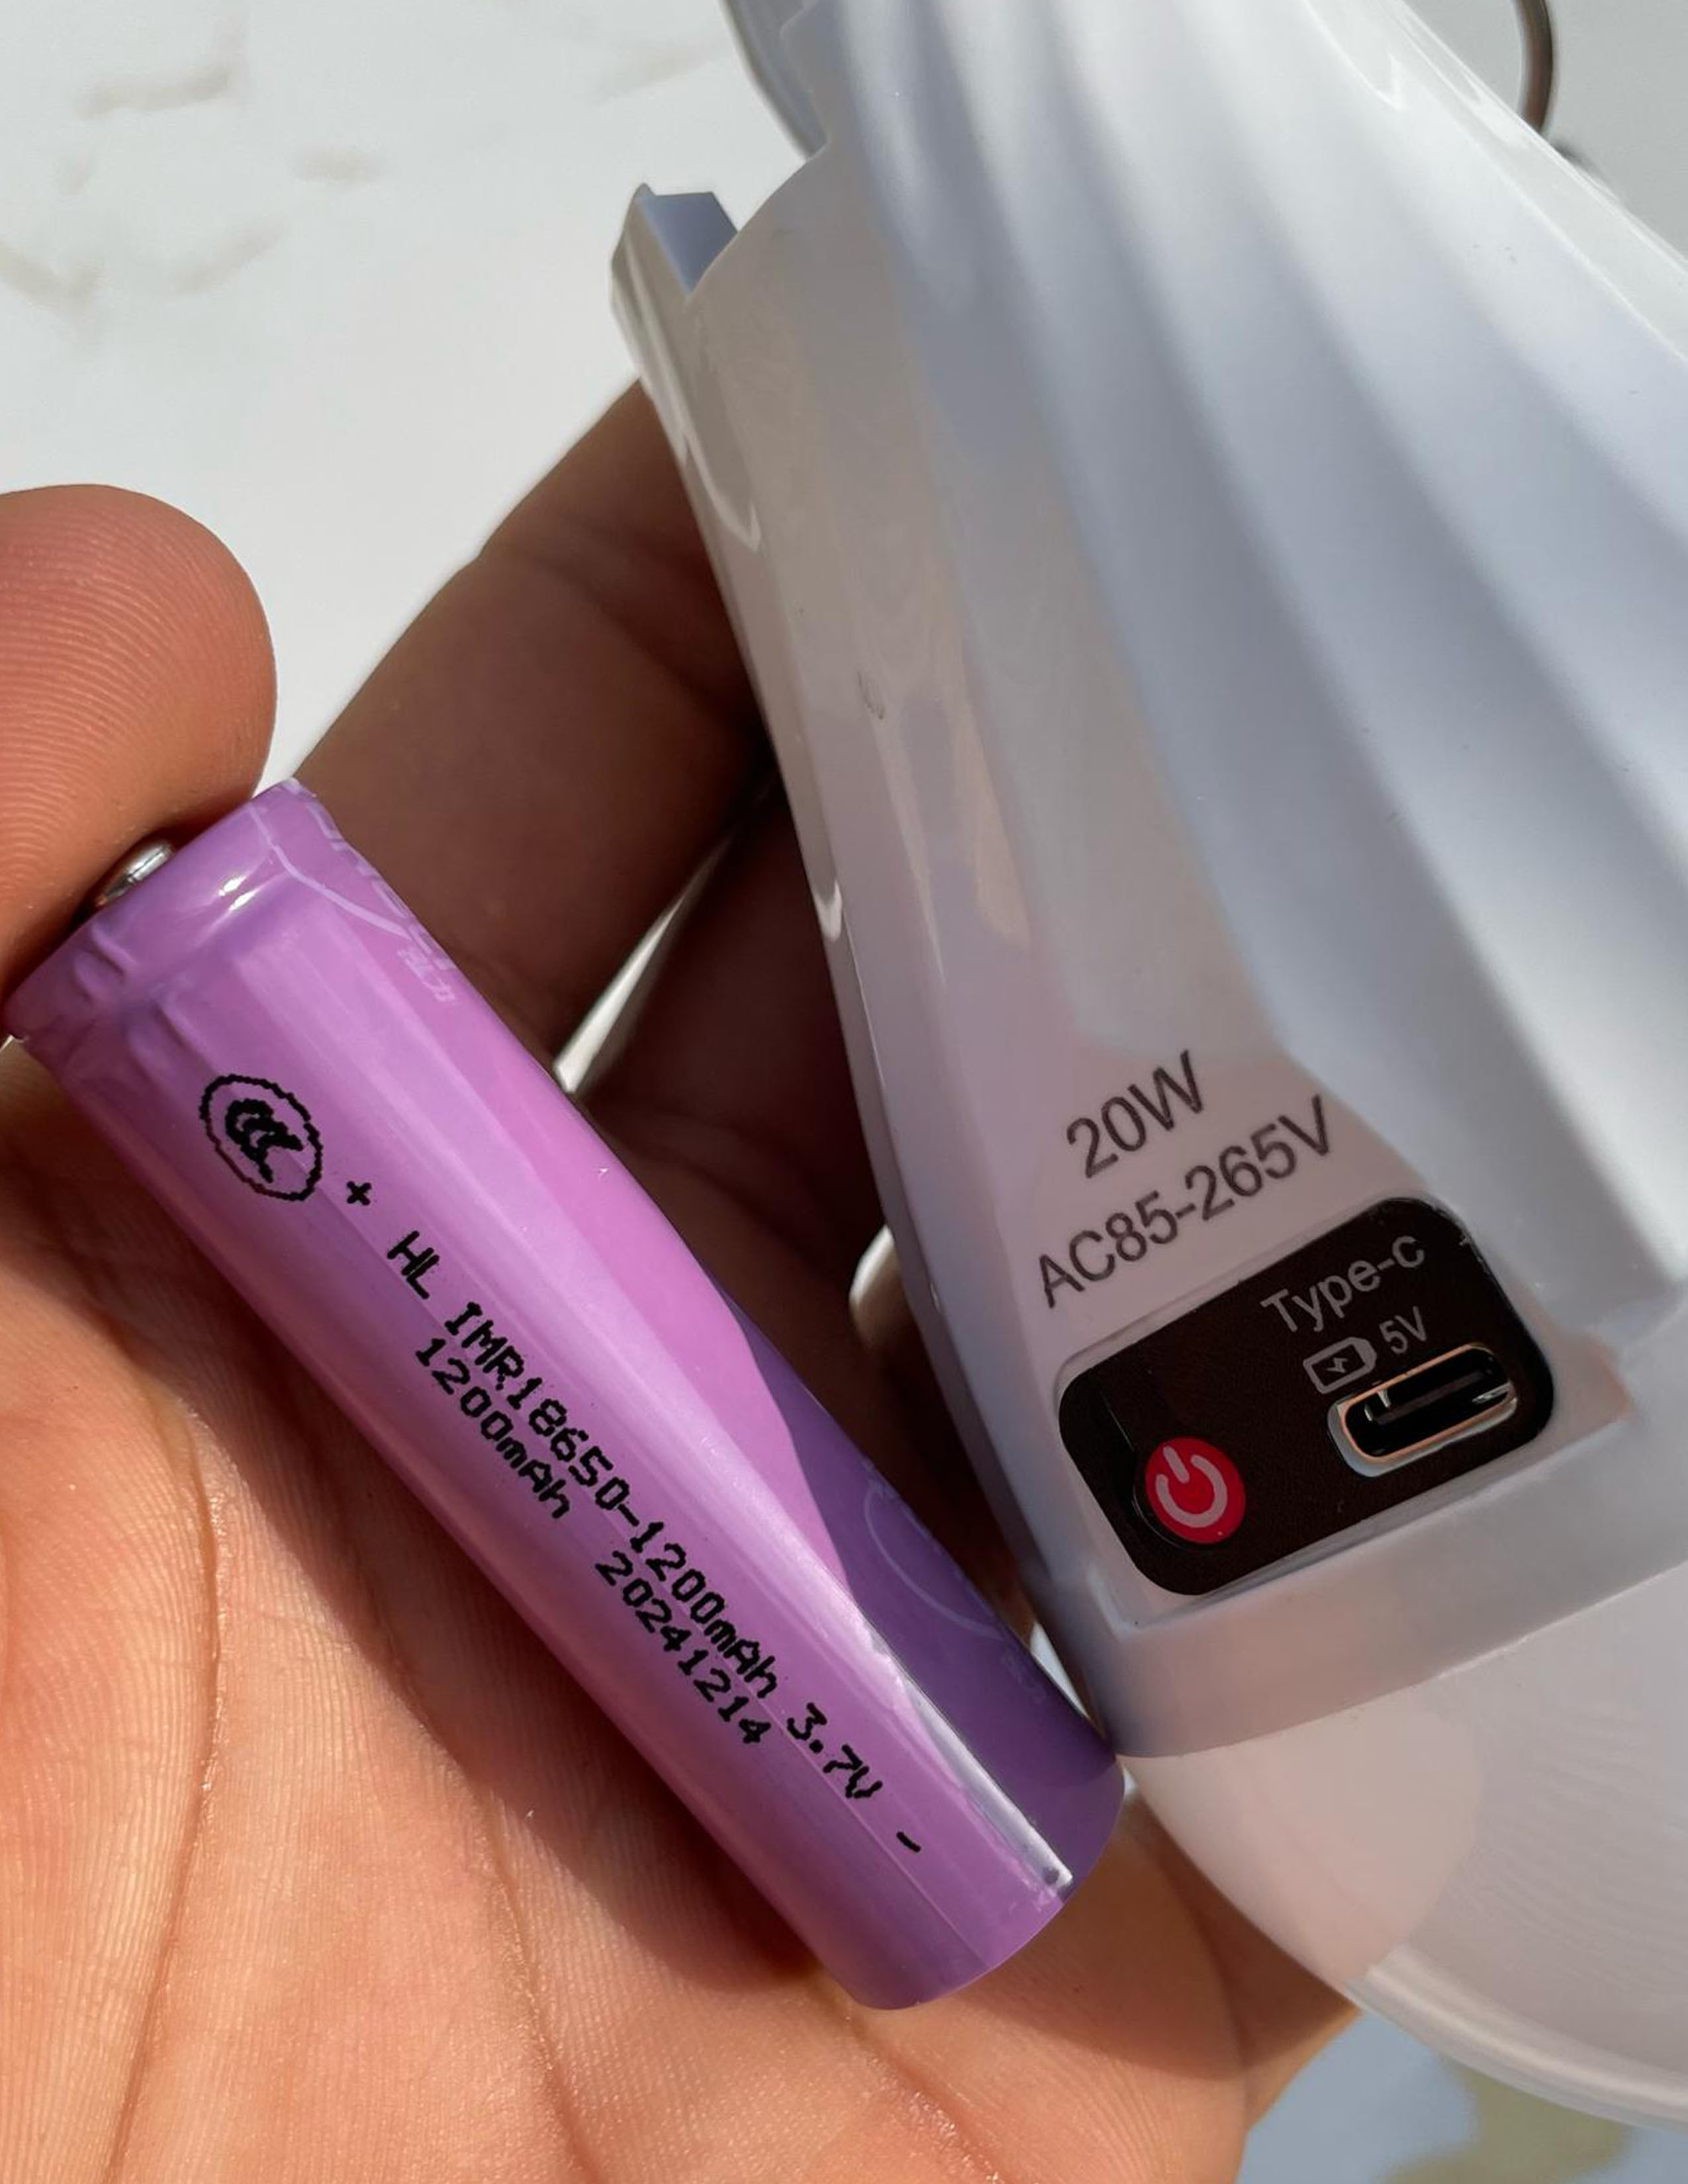 + HL IMR18650-1200mAh 3.7V -
1200mAh 20241214
20W
AC85-265V
Type-c
5V